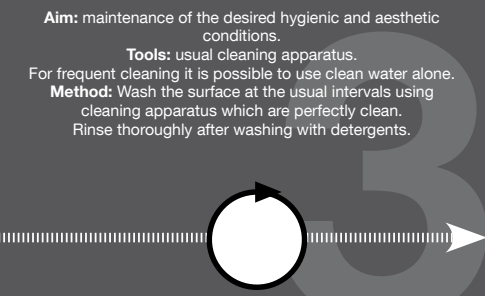 Aim: maintenance of the desired hygienic and aesthetic
conditions.
Tools: usual cleaning apparatus.
For frequent cleaning it is possible to use clean water alone.
Method: Wash the surface at the usual intervals using
cleaning apparatus which are perfectly clean.
Rinse thoroughly after washing with detergents.
3